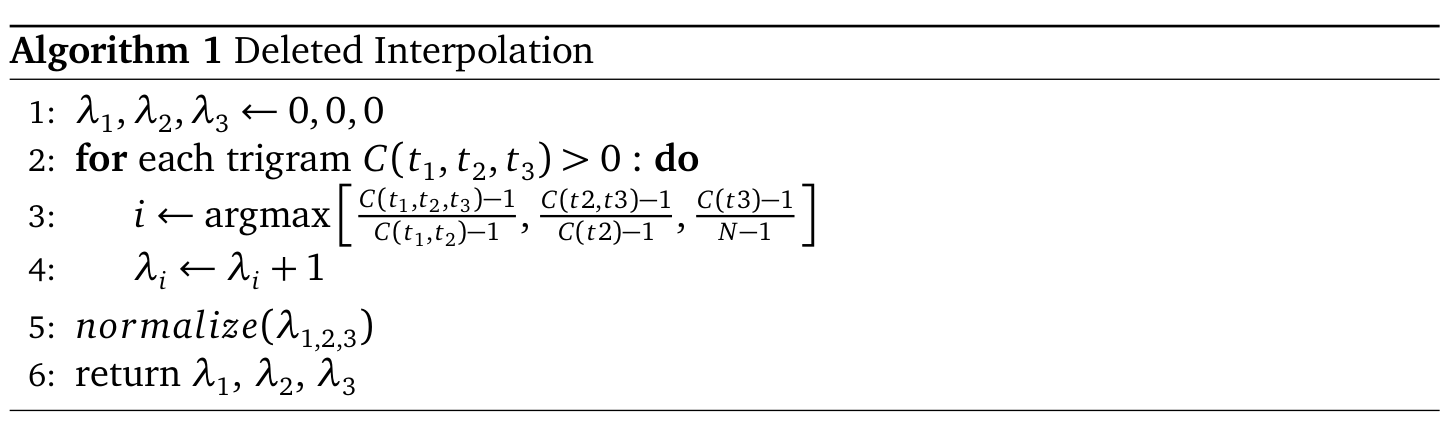 Algorithm 1 Deleted Interpolation
1: λ₁, λ₂, λ₃ ← 0, 0, 0
2: for each trigram C(t₁, t₂, t₃) > 0 : do
3: i ← argmax[ (C(t₁,t₂,t₃)−1)/(C(t₁,t₂)−1), (C(t2,t3)−1)/(C(t2)−1), (C(t3)−1)/(N−1) ]
4: λᵢ ← λᵢ + 1
5: normalize(λ₁,₂,₃)
6: return λ₁, λ₂, λ₃